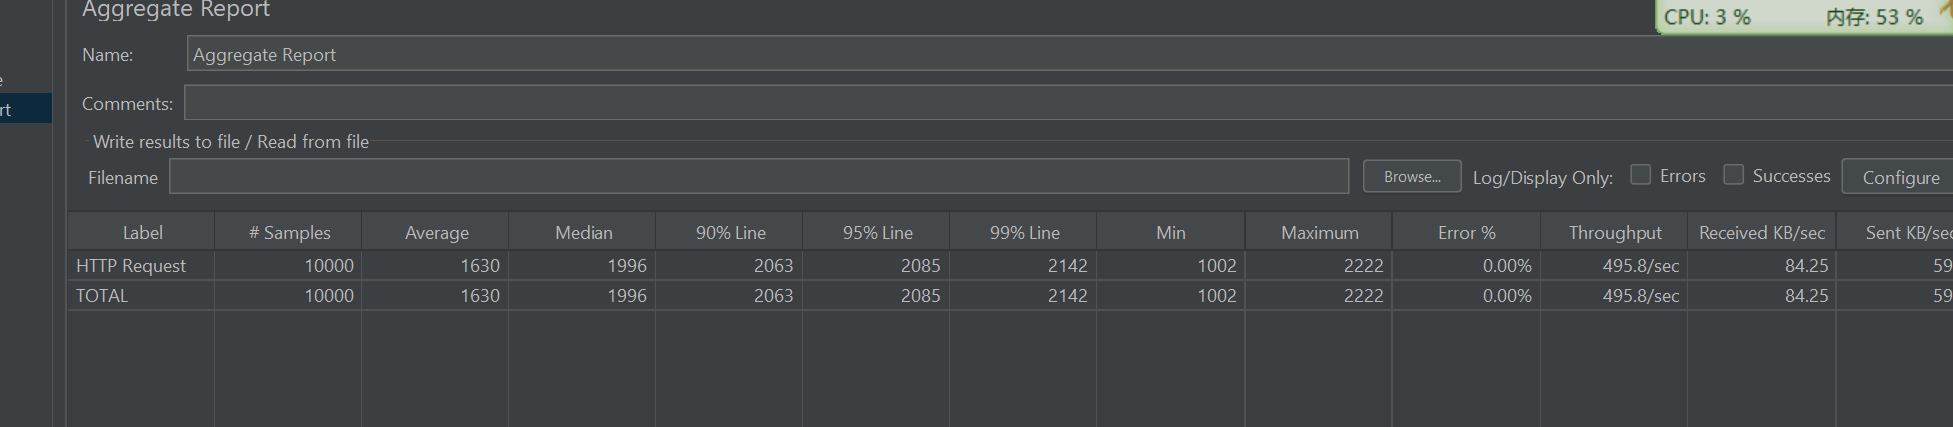 Aggregate Report
CPU: 3 % 内存: 53 %
Name: Aggregate Report
Comments:
Write results to file / Read from file
Filename Browse... Log/Display Only: Errors Successes Configure
Label # Samples Average Median 90% Line 95% Line 99% Line Min Maximum Error % Throughput Received KB/sec Sent KB/sec
HTTP Request 10000 1630 1996 2063 2085 2142 1002 2222 0.00% 495.8/sec 84.25 59
TOTAL 10000 1630 1996 2063 2085 2142 1002 2222 0.00% 495.8/sec 84.25 59